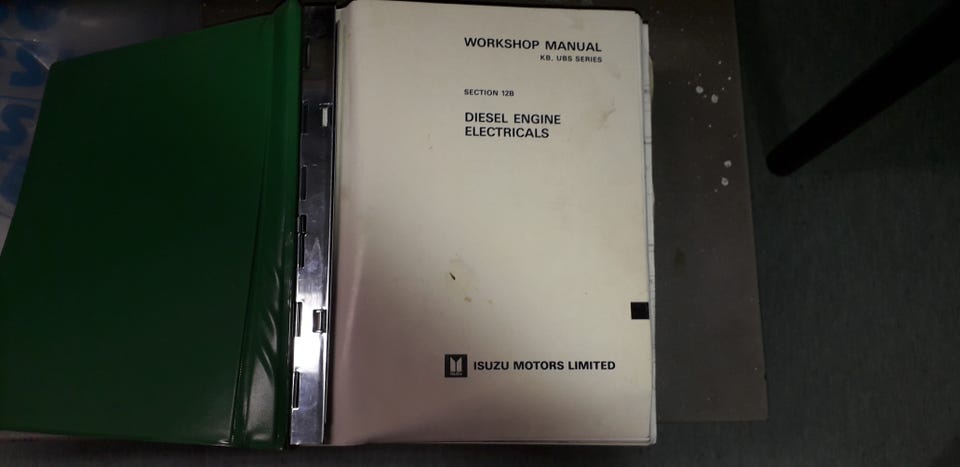 WORKSHOP MANUAL
KB, UBS SERIES
SECTION 12B
DIESEL ENGINE
ELECTRICALS
ISUZU MOTORS LIMITED